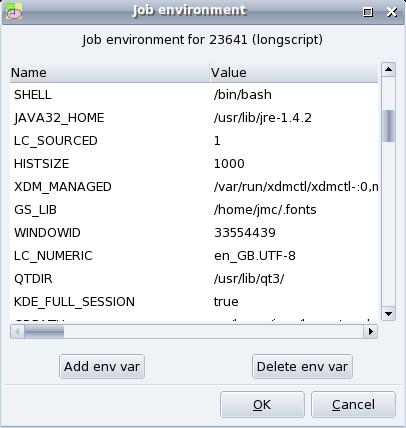 Job environment
Job environment for 23641 (longscript)
Name Value
SHELL /bin/bash
JAVA32_HOME /usr/lib/jre-1.4.2
LC_SOURCED 1
HISTSIZE 1000
XDM_MANAGED /var/run/xdmctl/xdmctl-:0,m
GS_LIB /home/jmc/.fonts
WINDOWID 33554439
LC_NUMERIC en_GB.UTF-8
QTDIR /usr/lib/qt3/
KDE_FULL_SESSION true
Add env var Delete env var
OK Cancel